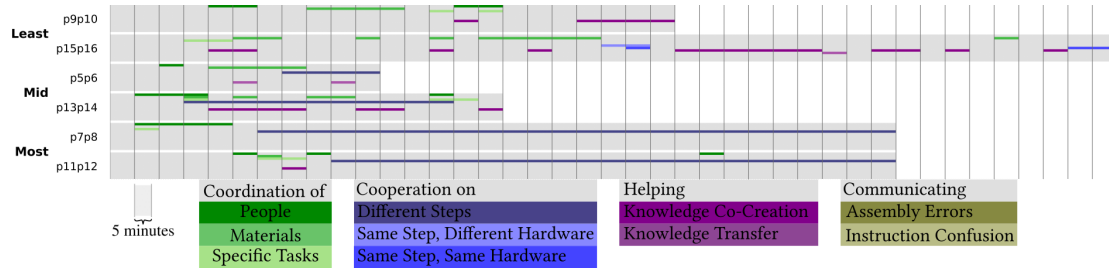 p9p10
Least
p15p16
p5p6
Mid
p13p14
p7p8
Most
p11p12
5 minutes
Coordination of
People
Materials
Specific Tasks
Cooperation on
Different Steps
Same Step, Different Hardware
Same Step, Same Hardware
Helping
Knowledge Co-Creation
Knowledge Transfer
Communicating
Assembly Errors
Instruction Confusion